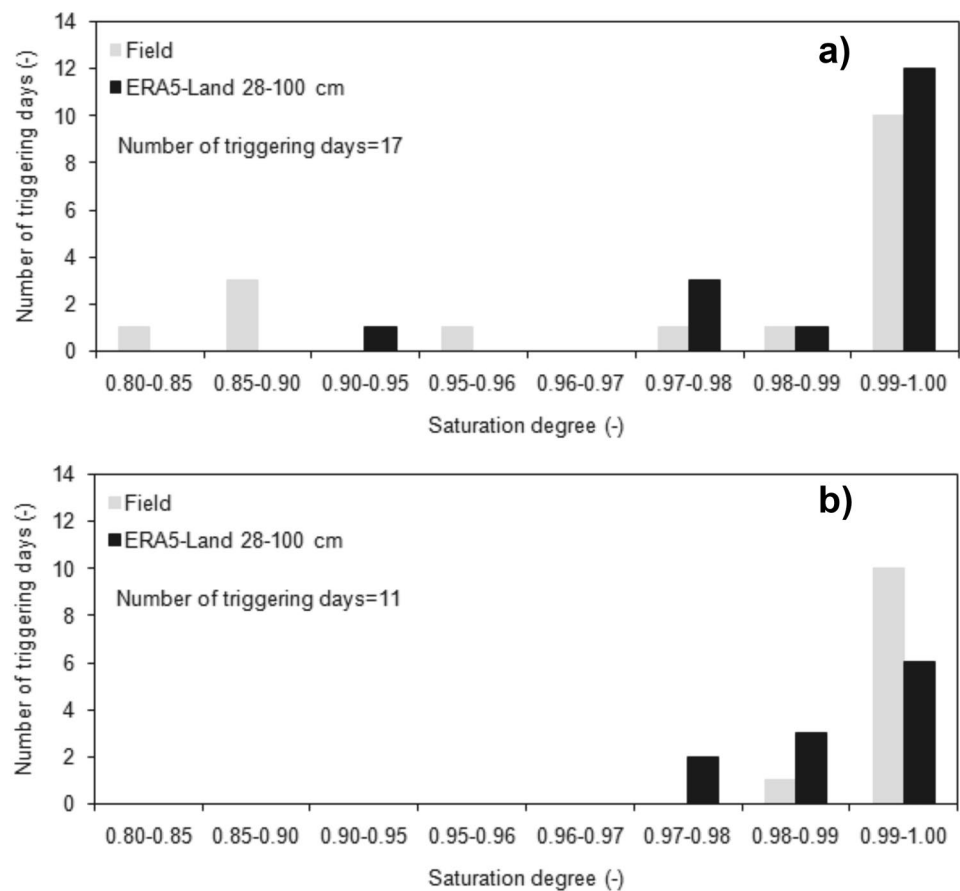 a)
Field
ERA5-Land 28-100 cm
Number of triggering days=17
Number of triggering days (-)
14
12
10
8
6
4
2
0
0.80-0.85 0.85-0.90 0.90-0.95 0.95-0.96 0.96-0.97 0.97-0.98 0.98-0.99 0.99-1.00
Saturation degree (-)
b)
Field
ERA5-Land 28-100 cm
Number of triggering days=11
Number of triggering days (-)
14
12
10
8
6
4
2
0
0.80-0.85 0.85-0.90 0.90-0.95 0.95-0.96 0.96-0.97 0.97-0.98 0.98-0.99 0.99-1.00
Saturation degree (-)